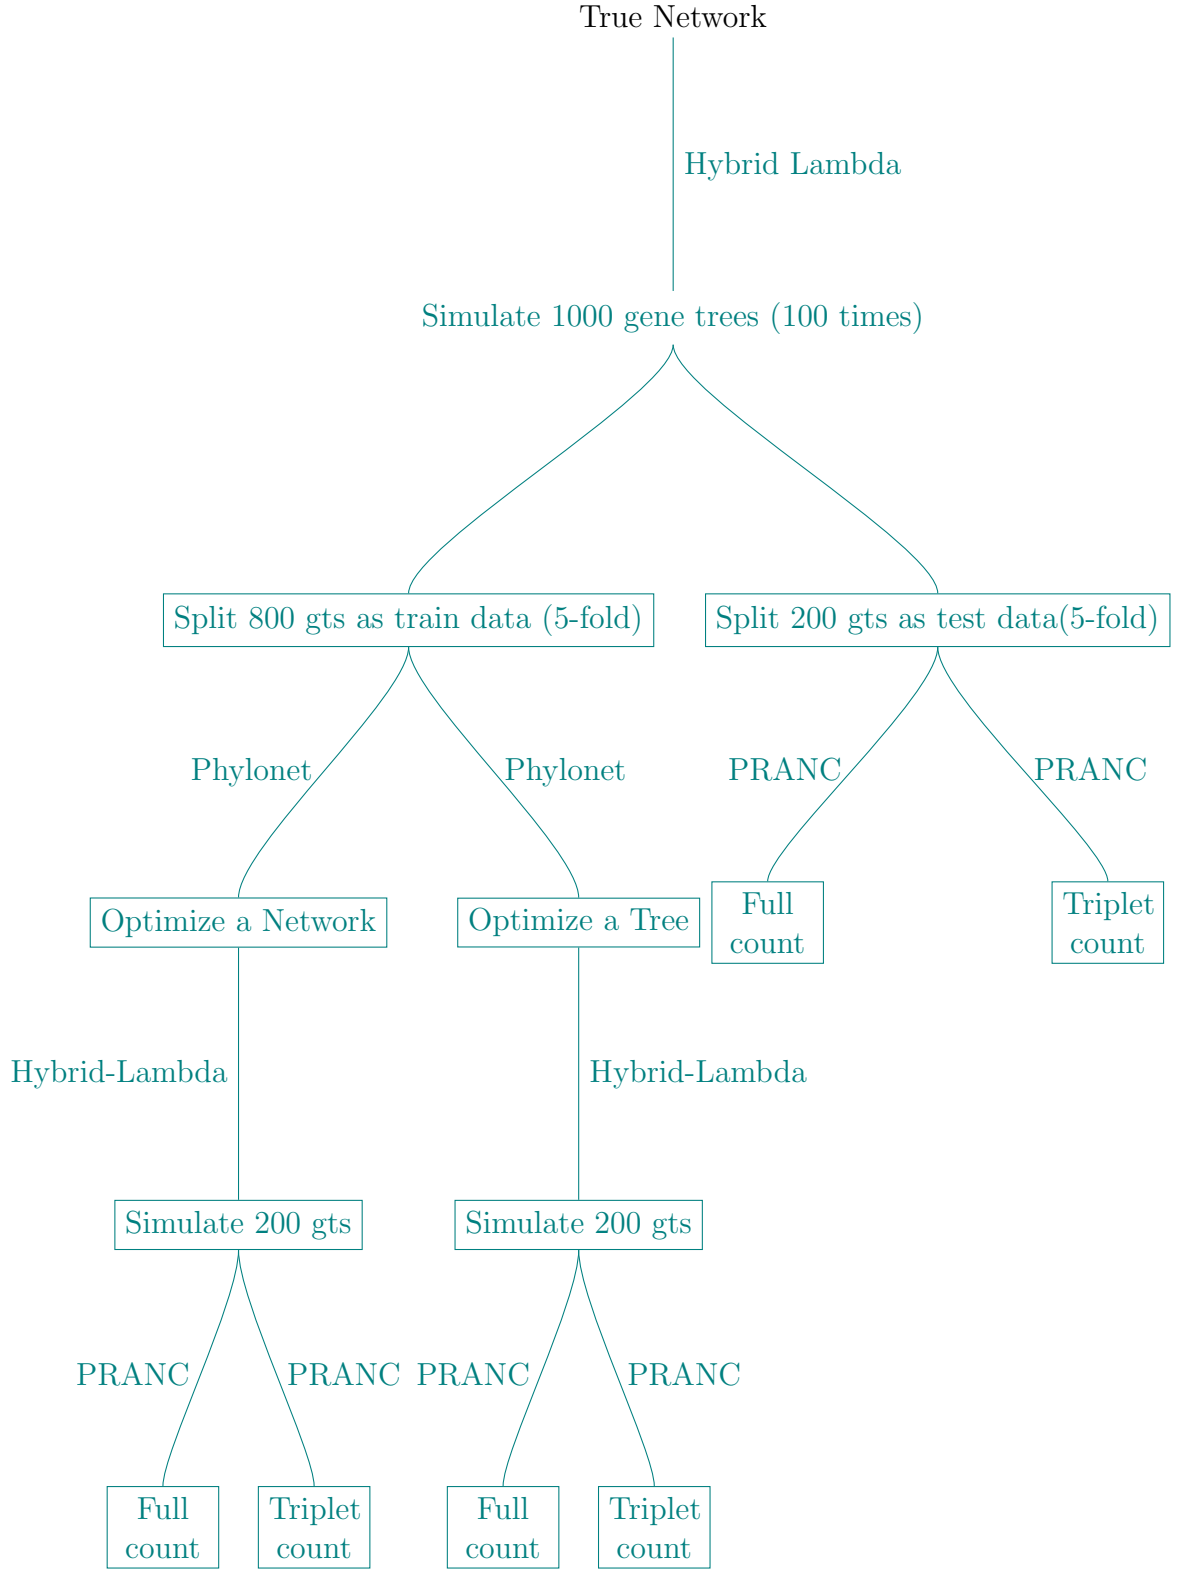 True Network
Hybrid Lambda
Simulate 1000 gene trees (100 times)
Split 800 gts as train data (5-fold)
Split 200 gts as test data(5-fold)
Phylonet
Phylonet
PRANC
PRANC
Optimize a Network
Optimize a Tree
Full
count
Triplet
count
Hybrid-Lambda
Hybrid-Lambda
Simulate 200 gts
Simulate 200 gts
PRANC
PRANC
PRANC
PRANC
Full
count
Triplet
count
Full
count
Triplet
count